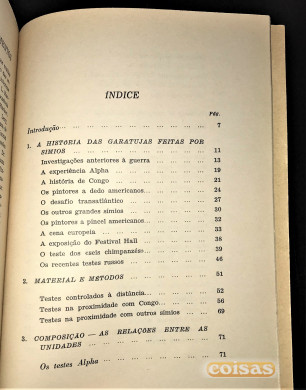 ÍNDICE
Pág.
Introdução ... 7
1. A HISTÓRIA DAS GARATUJAS FEITAS POR
SÍMIOS ... 11
Investigações anteriores à guerra ... 13
A experiência Alpha ... 19
A história de Congo ... 21
Os pintores a dedo americanos ... 24
O desafio transatlântico ... 27
Os outros grandes símios ... 30
Os pintores a pincel americanos ... 32
A cena europeia ... 33
A exposição do Festival Hall ... 38
O teste dos «seis chimpanzés» ... 39
Os recentes testes russos ... 46
2. MATERIAL E MÉTODOS ... 51
Testes controlados à distância ... 52
Testes na proximidade com Congo ... 56
Testes na proximidade com outros símios ... 69
3. COMPOSIÇÃO — AS RELAÇÕES ENTRE AS
UNIDADES ... 71
Os testes Alpha ... 71
coisas